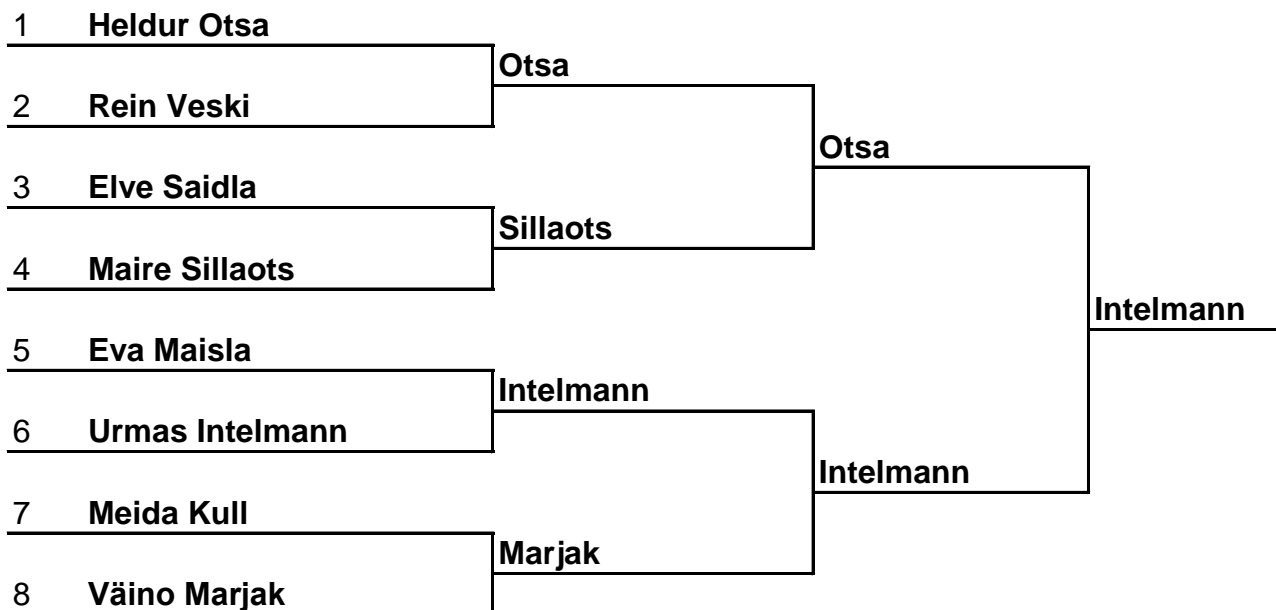 1 Heldur Otsa
Otsa
2 Rein Veski
Otsa
3 Elve Saidla
Sillaots
4 Maire Sillaots
Intelmann
5 Eva Maisla
Intelmann
6 Urmas Intelmann
Intelmann
7 Meida Kull
Marjak
8 Väino Marjak